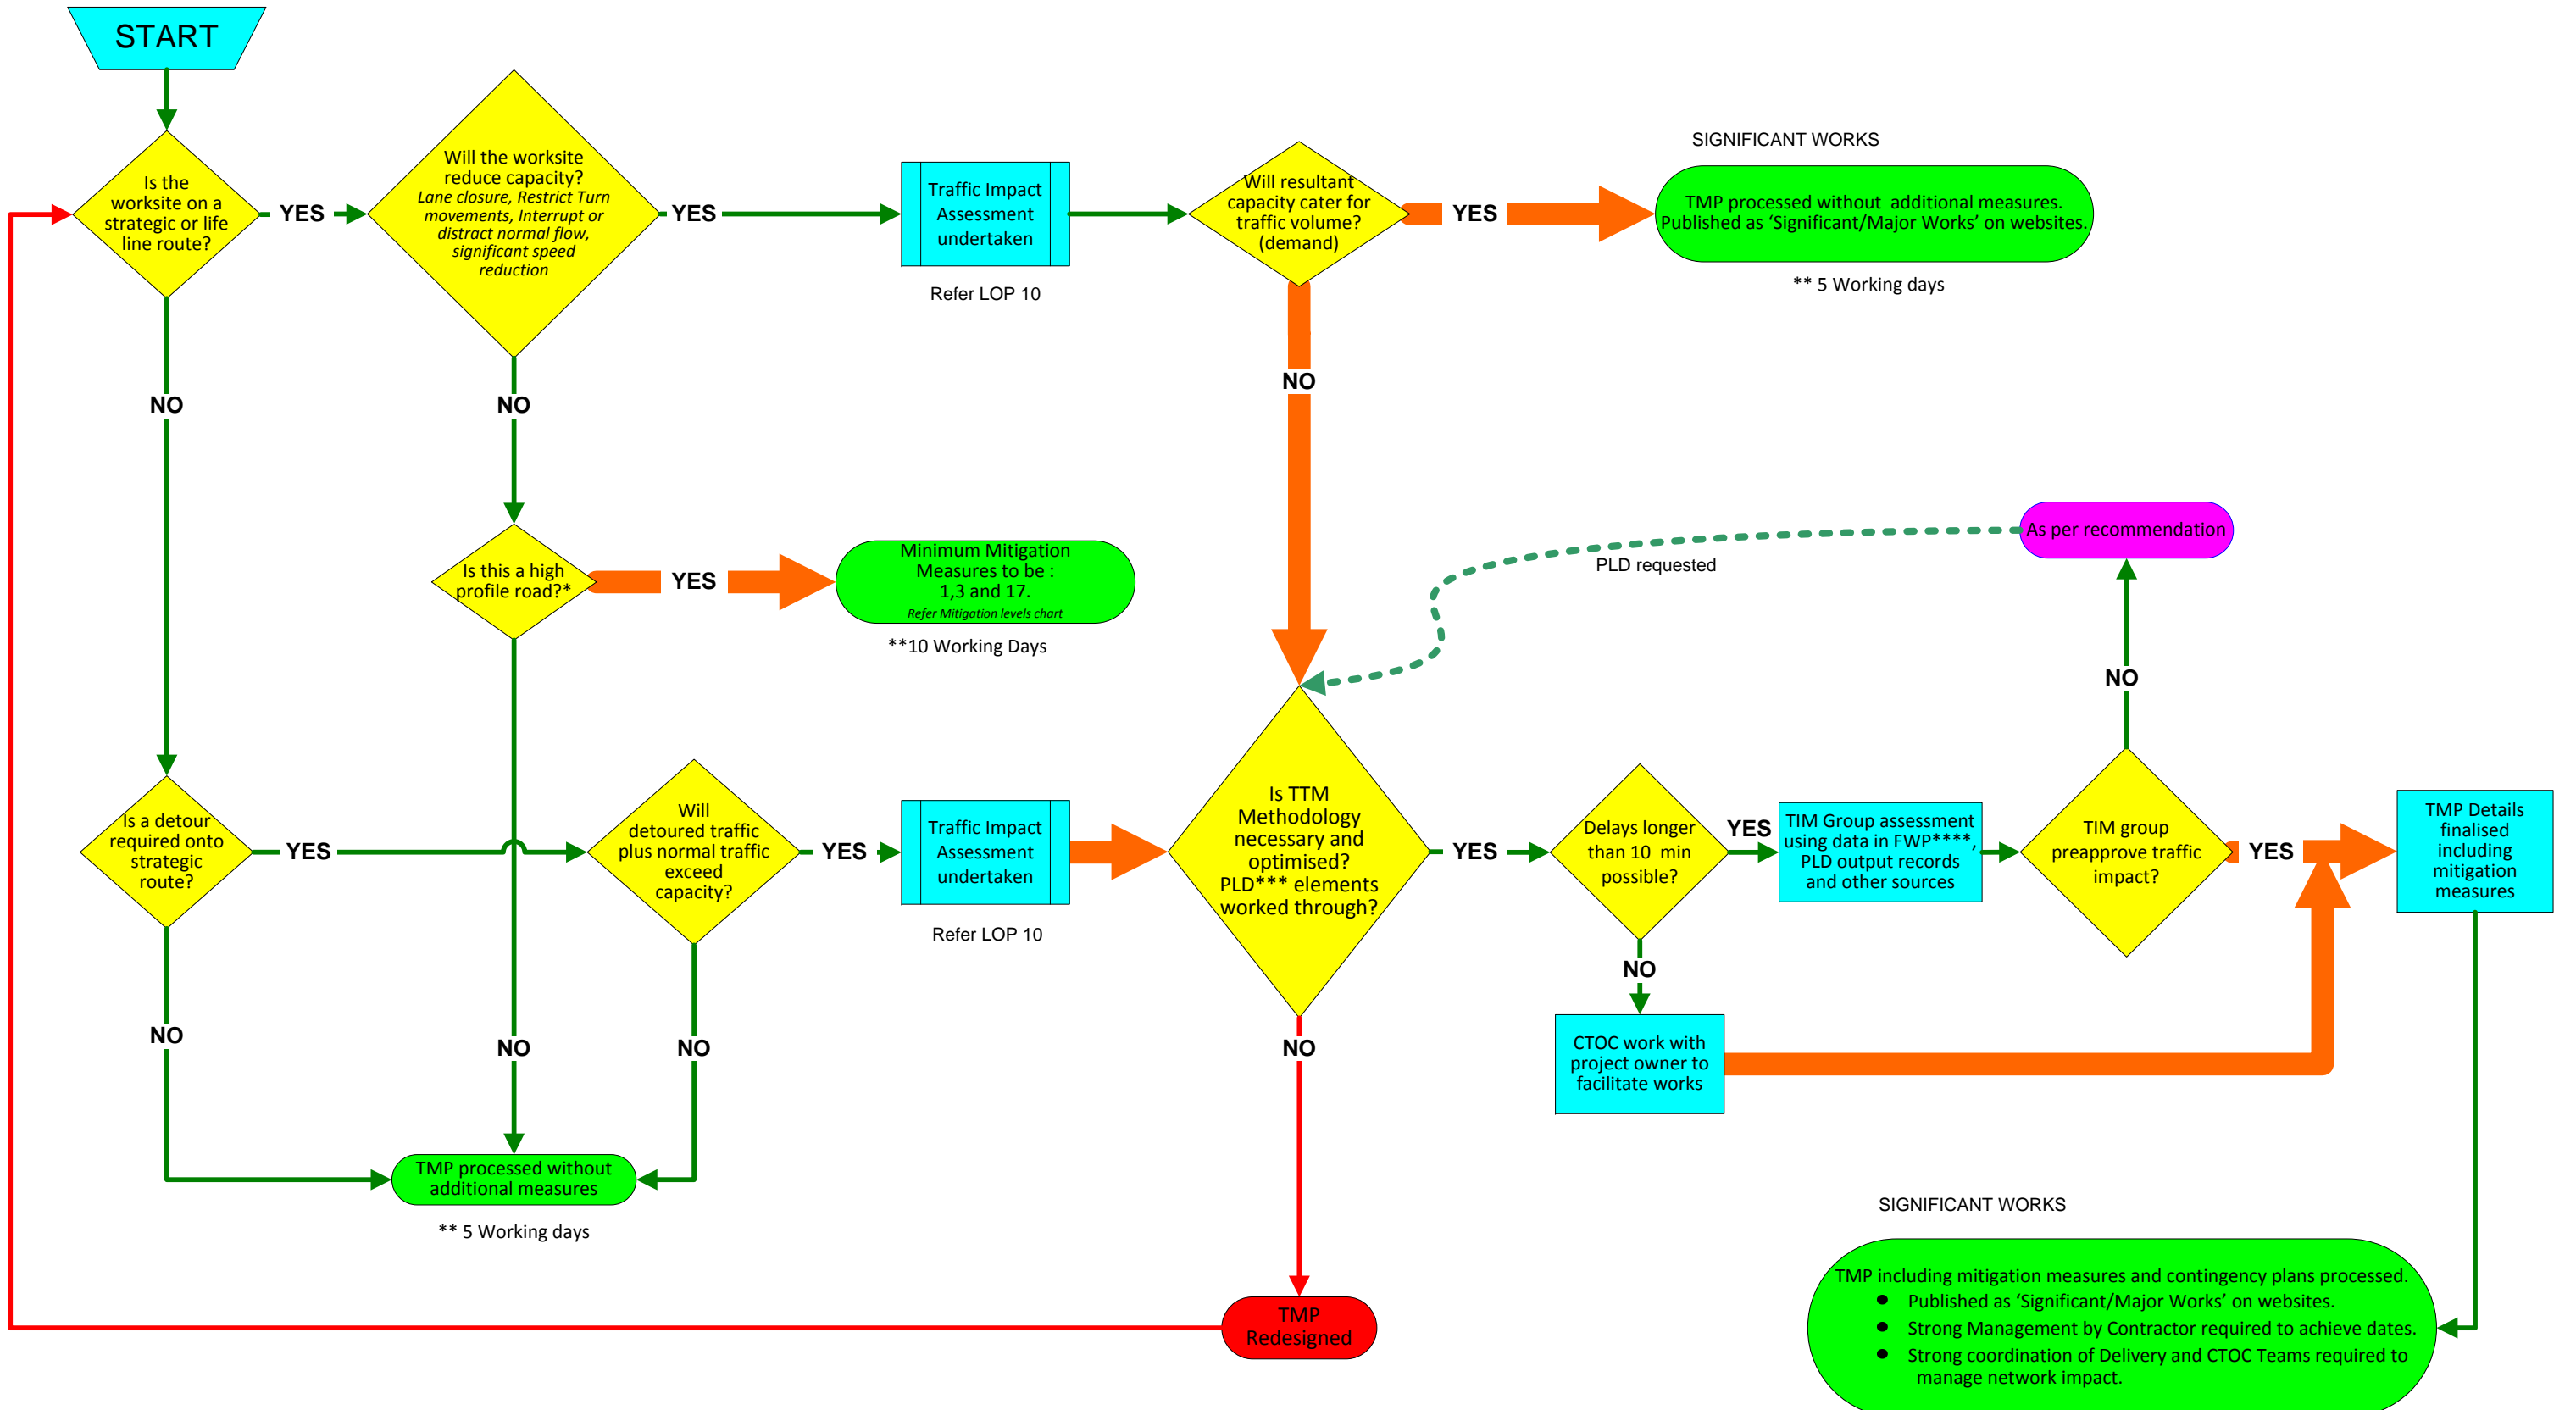 START
Is the
worksite on a
strategic or life
line route?
YES
Will the worksite
reduce capacity?
Lane closure, Restrict Turn
movements, Interrupt or
distract normal flow,
significant speed
reduction
YES
Traffic Impact
Assessment
undertaken
Refer LOP 10
Will resultant
capacity cater for
traffic volume?
(demand)
YES
SIGNIFICANT WORKS
TMP processed without  additional measures.
Published as ‘Significant/Major Works’ on websites.
** 5 Working days
NO
NO
NO
Is this a high
profile road?*
YES
Minimum Mitigation
Measures to be :
1,3 and 17.
Refer Mitigation levels chart
**10 Working Days
PLD requested
As per recommendation
NO
Is a detour
required onto
strategic
route?
YES
Will
detoured traffic
plus normal traffic
exceed
capacity?
YES
Traffic Impact
Assessment
undertaken
Refer LOP 10
Is TTM
Methodology
necessary and
optimised?
PLD*** elements
worked through?
YES
Delays longer
than 10  min
possible?
YES
TIM Group assessment
using data in FWP****,
PLD output records
and other sources
TIM group
preapprove traffic
impact?
YES
TMP Details
finalised
including
mitigation
measures
NO
NO
NO
NO
NO
CTOC work with
project owner to
facilitate works
TMP processed without
additional measures
** 5 Working days
TMP
Redesigned
SIGNIFICANT WORKS
TMP including mitigation measures and contingency plans processed.
● Published as ‘Significant/Major Works’ on websites.
● Strong Management by Contractor required to achieve dates.
● Strong coordination of Delivery and CTOC Teams required to
manage network impact.